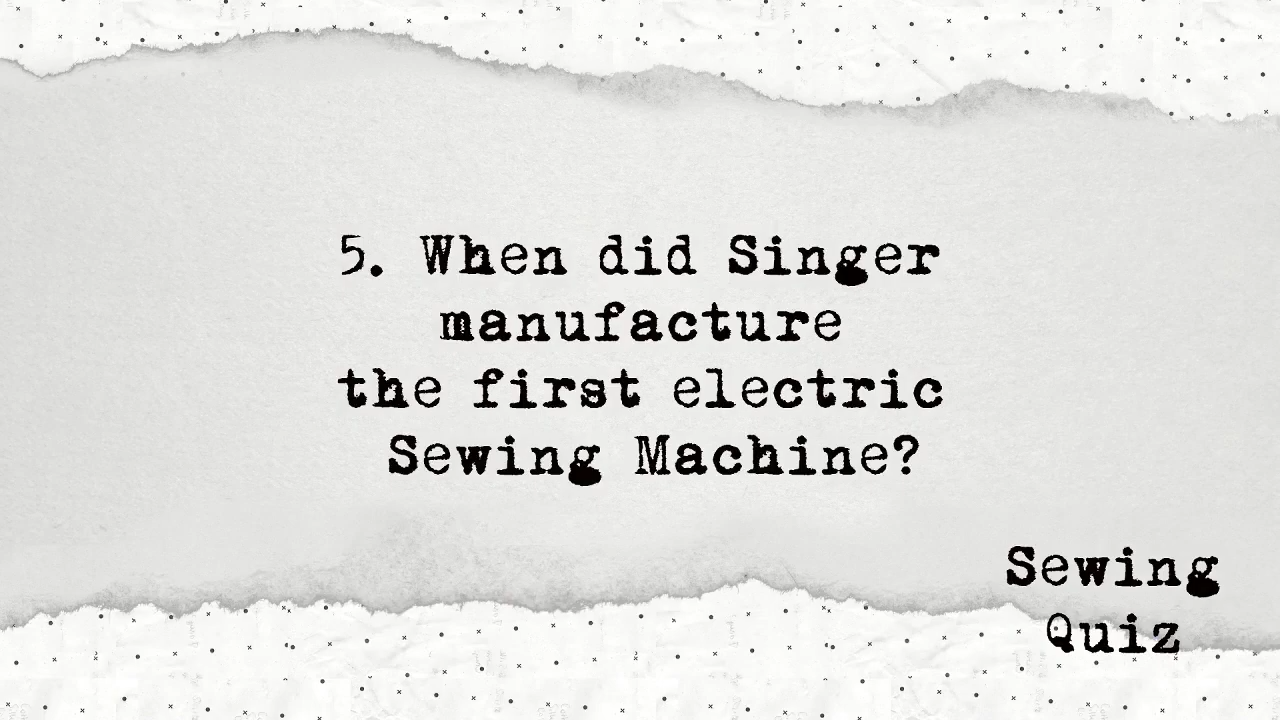 5. When did Singer
manufacture
the first electric
Sewing Machine?
Sewing
Quiz